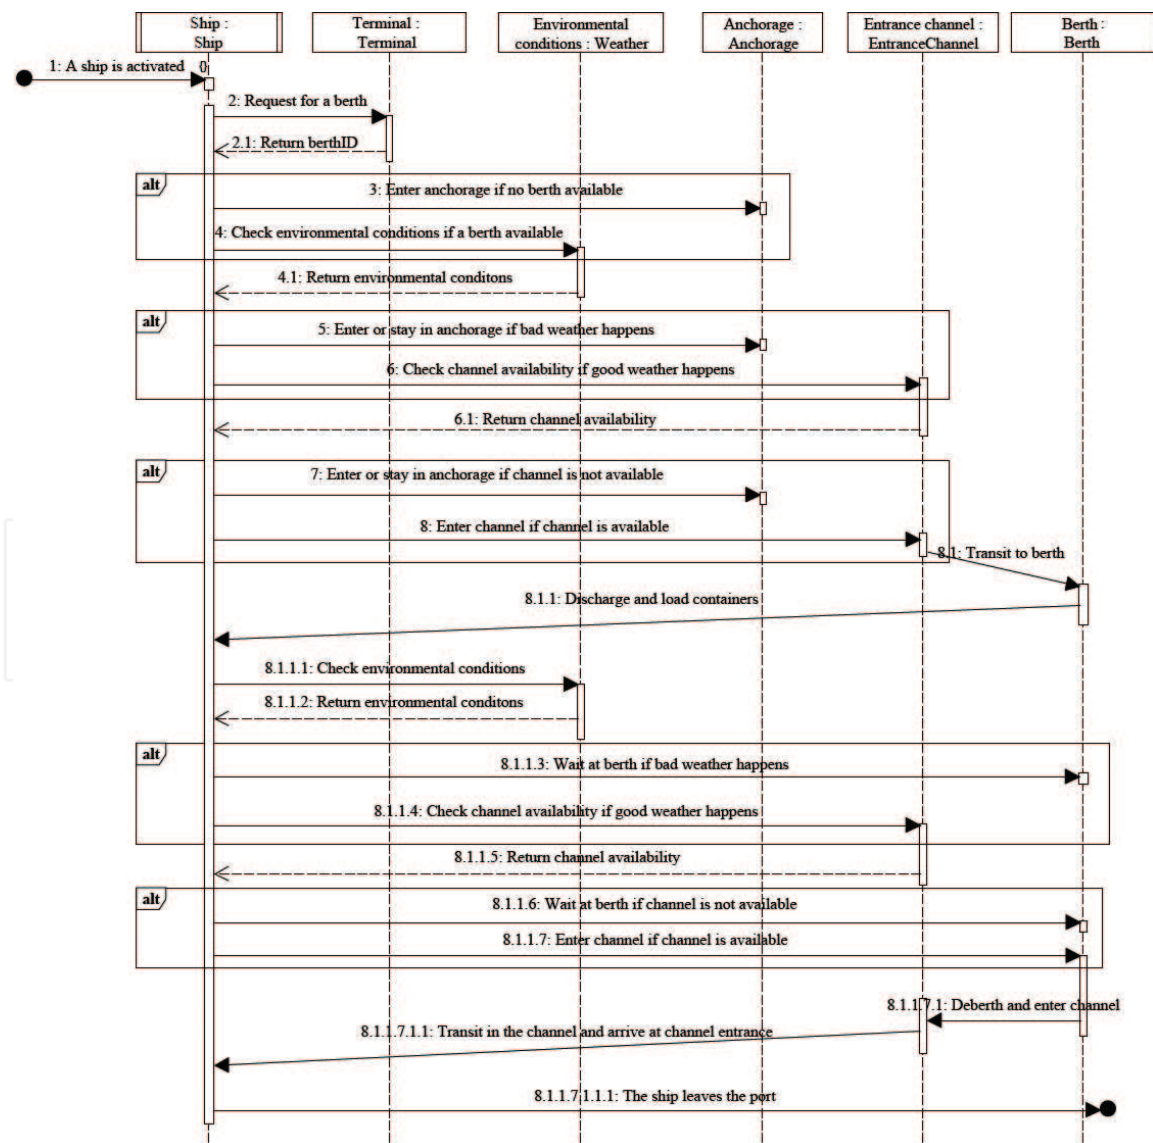 Ship :
Ship
Terminal :
Terminal
Environmental
conditions : Weather
Anchorage :
Anchorage
Entrance channel :
EntranceChannel
Berth :
Berth
1: A ship is activated
2: Request for a berth
2.1: Return berthID
alt
3: Enter anchorage if no berth available
4: Check environmental conditions if a berth available
4.1: Return environmental conditons
alt
5: Enter or stay in anchorage if bad weather happens
6: Check channel availability if good weather happens
6.1: Return channel availability
alt
7: Enter or stay in anchorage if channel is not available
8: Enter channel if channel is available
8.1: Transit to berth
8.1.1: Discharge and load containers
8.1.1.1: Check environmental conditions
8.1.1.2: Return environmental conditons
alt
8.1.1.3: Wait at berth if bad weather happens
8.1.1.4: Check channel availability if good weather happens
8.1.1.5: Return channel availability
alt
8.1.1.6: Wait at berth if channel is not available
8.1.1.7: Enter channel if channel is available
8.1.1.7.1: Deberth and enter channel
8.1.1.7.1.1: Transit in the channel and arrive at channel entrance
8.1.1.7.1.1.1: The ship leaves the port